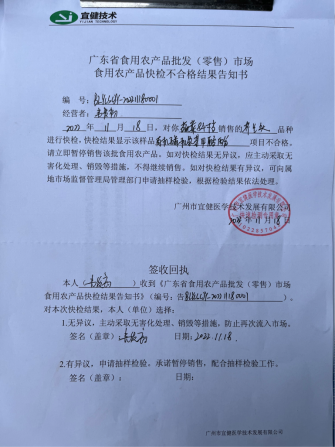 宜健技术
YIJIAN TECHNOLOGY
广东省食用农产品批发（零售）市场
食用农产品快检不合格结果告知书
编 号：
经营者：
2022 年 11 月 18 日，对你 销售的 品种
进行快检，快检结果显示该样品 项目不合格。
请立即暂停销售该批食用农产品。如对快检结果无异议，应主动采取无
害化处理、销毁等措施，不得继续销售。如对快检结果有异议，可向属
地市场监督管理局管理部门申请抽样检验，根据检验结果依法处理。
广州市宜健医学技术发展有限公司
2022年11月18日
签收回执
本人（ ）收到《广东省食用农产品批发（零售）市场
食用农产品快检结果告知书》（编号：告 202211180001），
对本次快检结果，本人（单位）选择：
1.无异议，主动采取无害化处理、销毁等措施，防止再次流入市场。
签名（盖章）： 日期：2022.11.18.
2.有异议，申请抽样检验，承诺暂停销售，配合抽样检验工作。
签名（盖章）： 日期：
广州市宜健医学技术发展有限公司